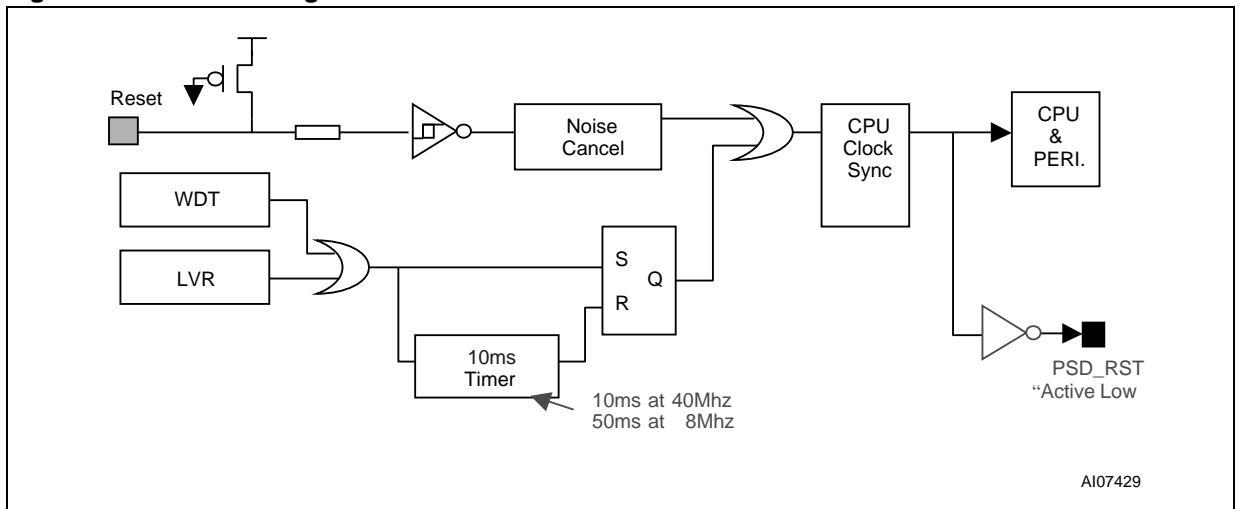 Reset
Noise
Cancel
CPU
Clock
Sync
CPU
&
PERI.
WDT
LVR
S
Q
R
10ms
Timer
10ms at 40Mhz
50ms at 8Mhz
PSD_RST
“Active Low
AI07429